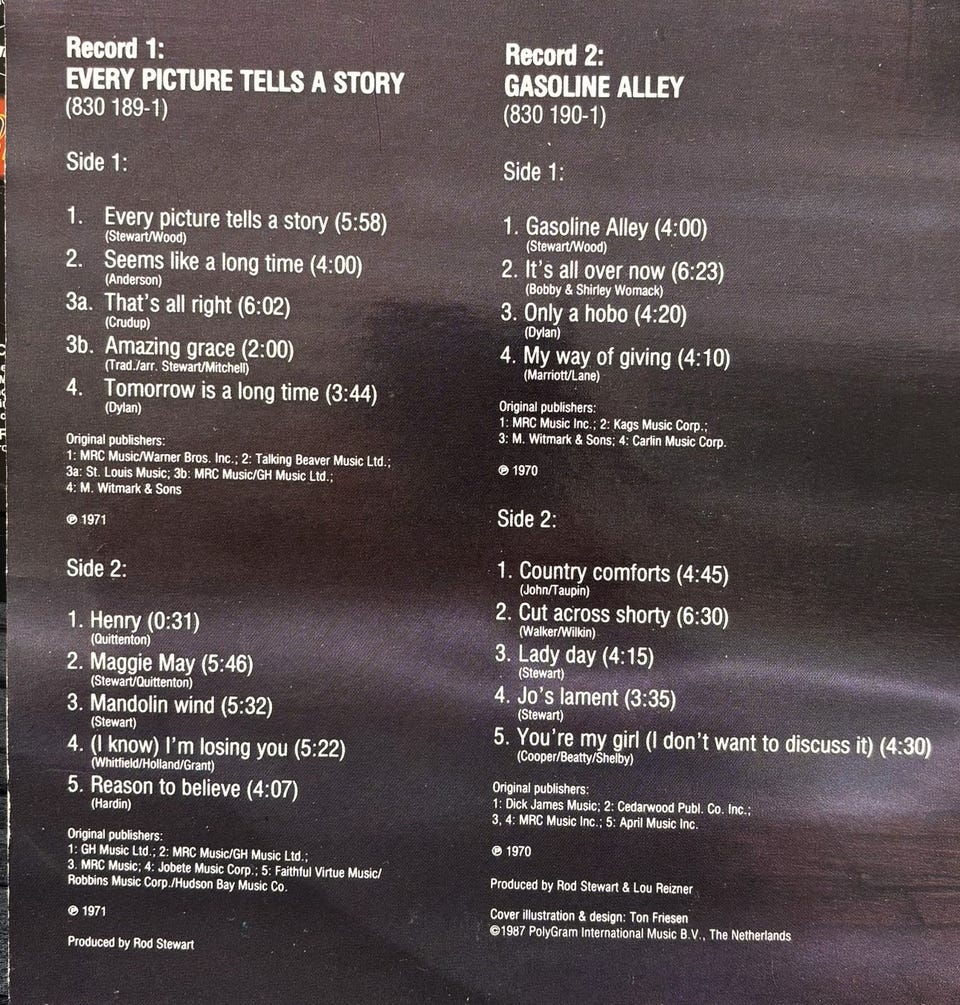 Record 1:
EVERY PICTURE TELLS A STORY
(830 189-1)
Side 1:
1. Every picture tells a story (5:58)
(Stewart/Wood)
2. Seems like a long time (4:00)
(Anderson)
3a. That's all right (6:02)
(Crudup)
3b. Amazing grace (2:00)
(Trad./arr. Stewart/Mitchell)
4. Tomorrow is a long time (3:44)
(Dylan)
Original publishers:
1: MRC Music/Warner Bros. Inc.; 2: Talking Beaver Music Ltd.;
3a: St. Louis Music; 3b: MRC Music/GH Music Ltd.;
4: M. Witmark & Sons
℗ 1971
Side 2:
1. Henry (0:31)
(Quittenton)
2. Maggie May (5:46)
(Stewart/Quittenton)
3. Mandolin wind (5:32)
(Stewart)
4. (I know) I'm losing you (5:22)
(Whitfield/Holland/Grant)
5. Reason to believe (4:07)
(Hardin)
Original publishers:
1: GH Music Ltd.; 2: MRC Music/GH Music Ltd.;
3. MRC Music; 4: Jobete Music Corp.; 5: Faithful Virtue Music/
Robbins Music Corp./Hudson Bay Music Co.
℗ 1971
Produced by Rod Stewart
Record 2:
GASOLINE ALLEY
(830 190-1)
Side 1:
1. Gasoline Alley (4:00)
(Stewart/Wood)
2. It's all over now (6:23)
(Bobby & Shirley Womack)
3. Only a hobo (4:20)
(Dylan)
4. My way of giving (4:10)
(Marriott/Lane)
Original publishers:
1: MRC Music Inc.; 2: Kags Music Corp.;
3: M. Witmark & Sons; 4: Carlin Music Corp.
℗ 1970
Side 2:
1. Country comforts (4:45)
(John/Taupin)
2. Cut across shorty (6:30)
(Walker/Wilkin)
3. Lady day (4:15)
(Stewart)
4. Jo's lament (3:35)
(Stewart)
5. You're my girl (I don't want to discuss it) (4:30)
(Cooper/Beatty/Shelby)
Original publishers:
1: Dick James Music; 2: Cedarwood Publ. Co. Inc.;
3, 4: MRC Music Inc.; 5: April Music Inc.
℗ 1970
Produced by Rod Stewart & Lou Reizner
Cover illustration & design: Ton Friesen
©1987 PolyGram International Music B.V., The Netherlands